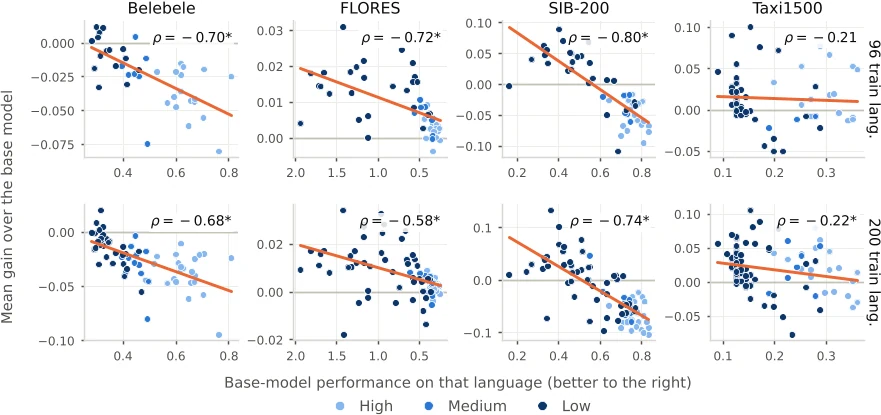 Belebele FLORES SIB-200 Taxi1500
ρ = −0.70* ρ = −0.72* ρ = −0.80* ρ = −0.21
0.000 −0.025 −0.050 −0.075
0.03 0.02 0.01 0.00
0.10 0.05 0.00 −0.05 −0.10
0.10 0.05 0.00 −0.05
96 train lang.
0.4 0.6 0.8 2.0 1.5 1.0 0.5 0.2 0.4 0.6 0.8 0.1 0.2 0.3
Mean gain over the base model
ρ = −0.68* ρ = −0.58* ρ = −0.74* ρ = −0.22*
0.00 −0.05 −0.10
0.02 0.00 −0.02
0.1 0.0 −0.1
0.10 0.05 0.00 −0.05
200 train lang.
0.4 0.6 0.8 2.0 1.5 1.0 0.5 0.2 0.4 0.6 0.8 0.1 0.2 0.3
Base-model performance on that language (better to the right)
High Medium Low